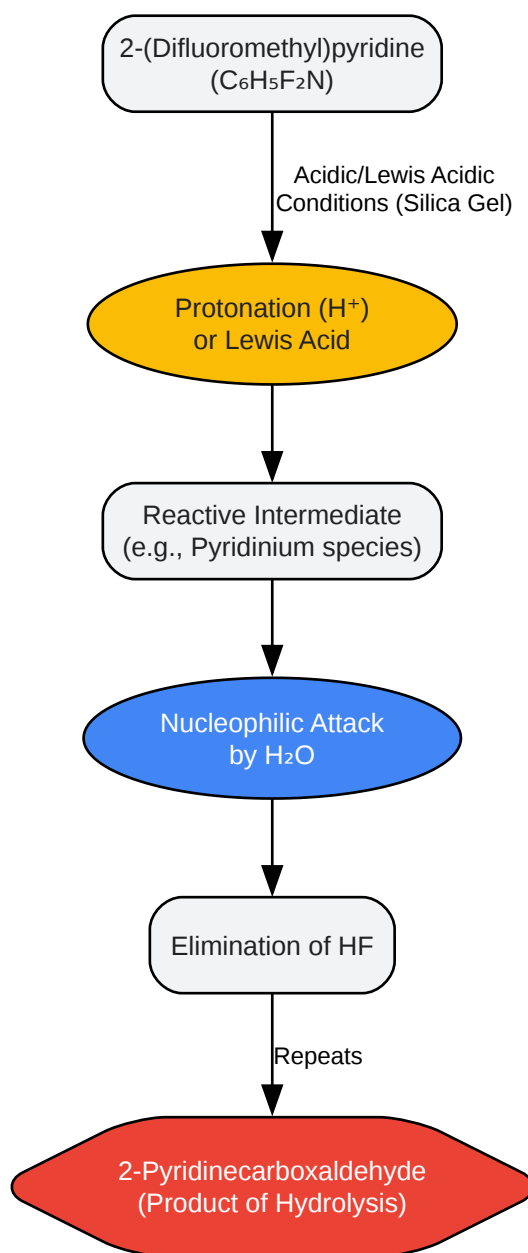 2-(Difluoromethyl)pyridine
(C₆H₅F₂N)
Acidic/Lewis Acidic
Conditions (Silica Gel)
Protonation (H⁺)
or Lewis Acid
Reactive Intermediate
(e.g., Pyridinium species)
Nucleophilic Attack
by H₂O
Elimination of HF
Repeats
2-Pyridinecarboxaldehyde
(Product of Hydrolysis)